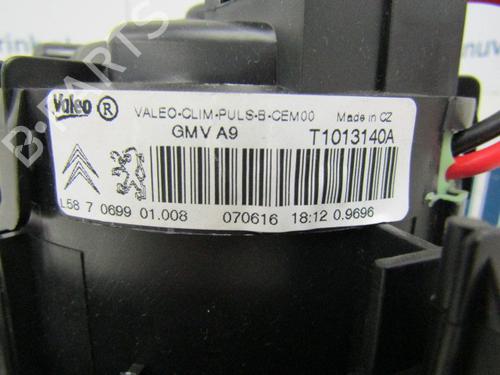 B-PARTS
Valeo ® VALEO-CLIM-PULS-B-CEM00 Made in CZ
GMV A9 T1013140A
L58 7 0699 01.008 070616 18:12 0.9696